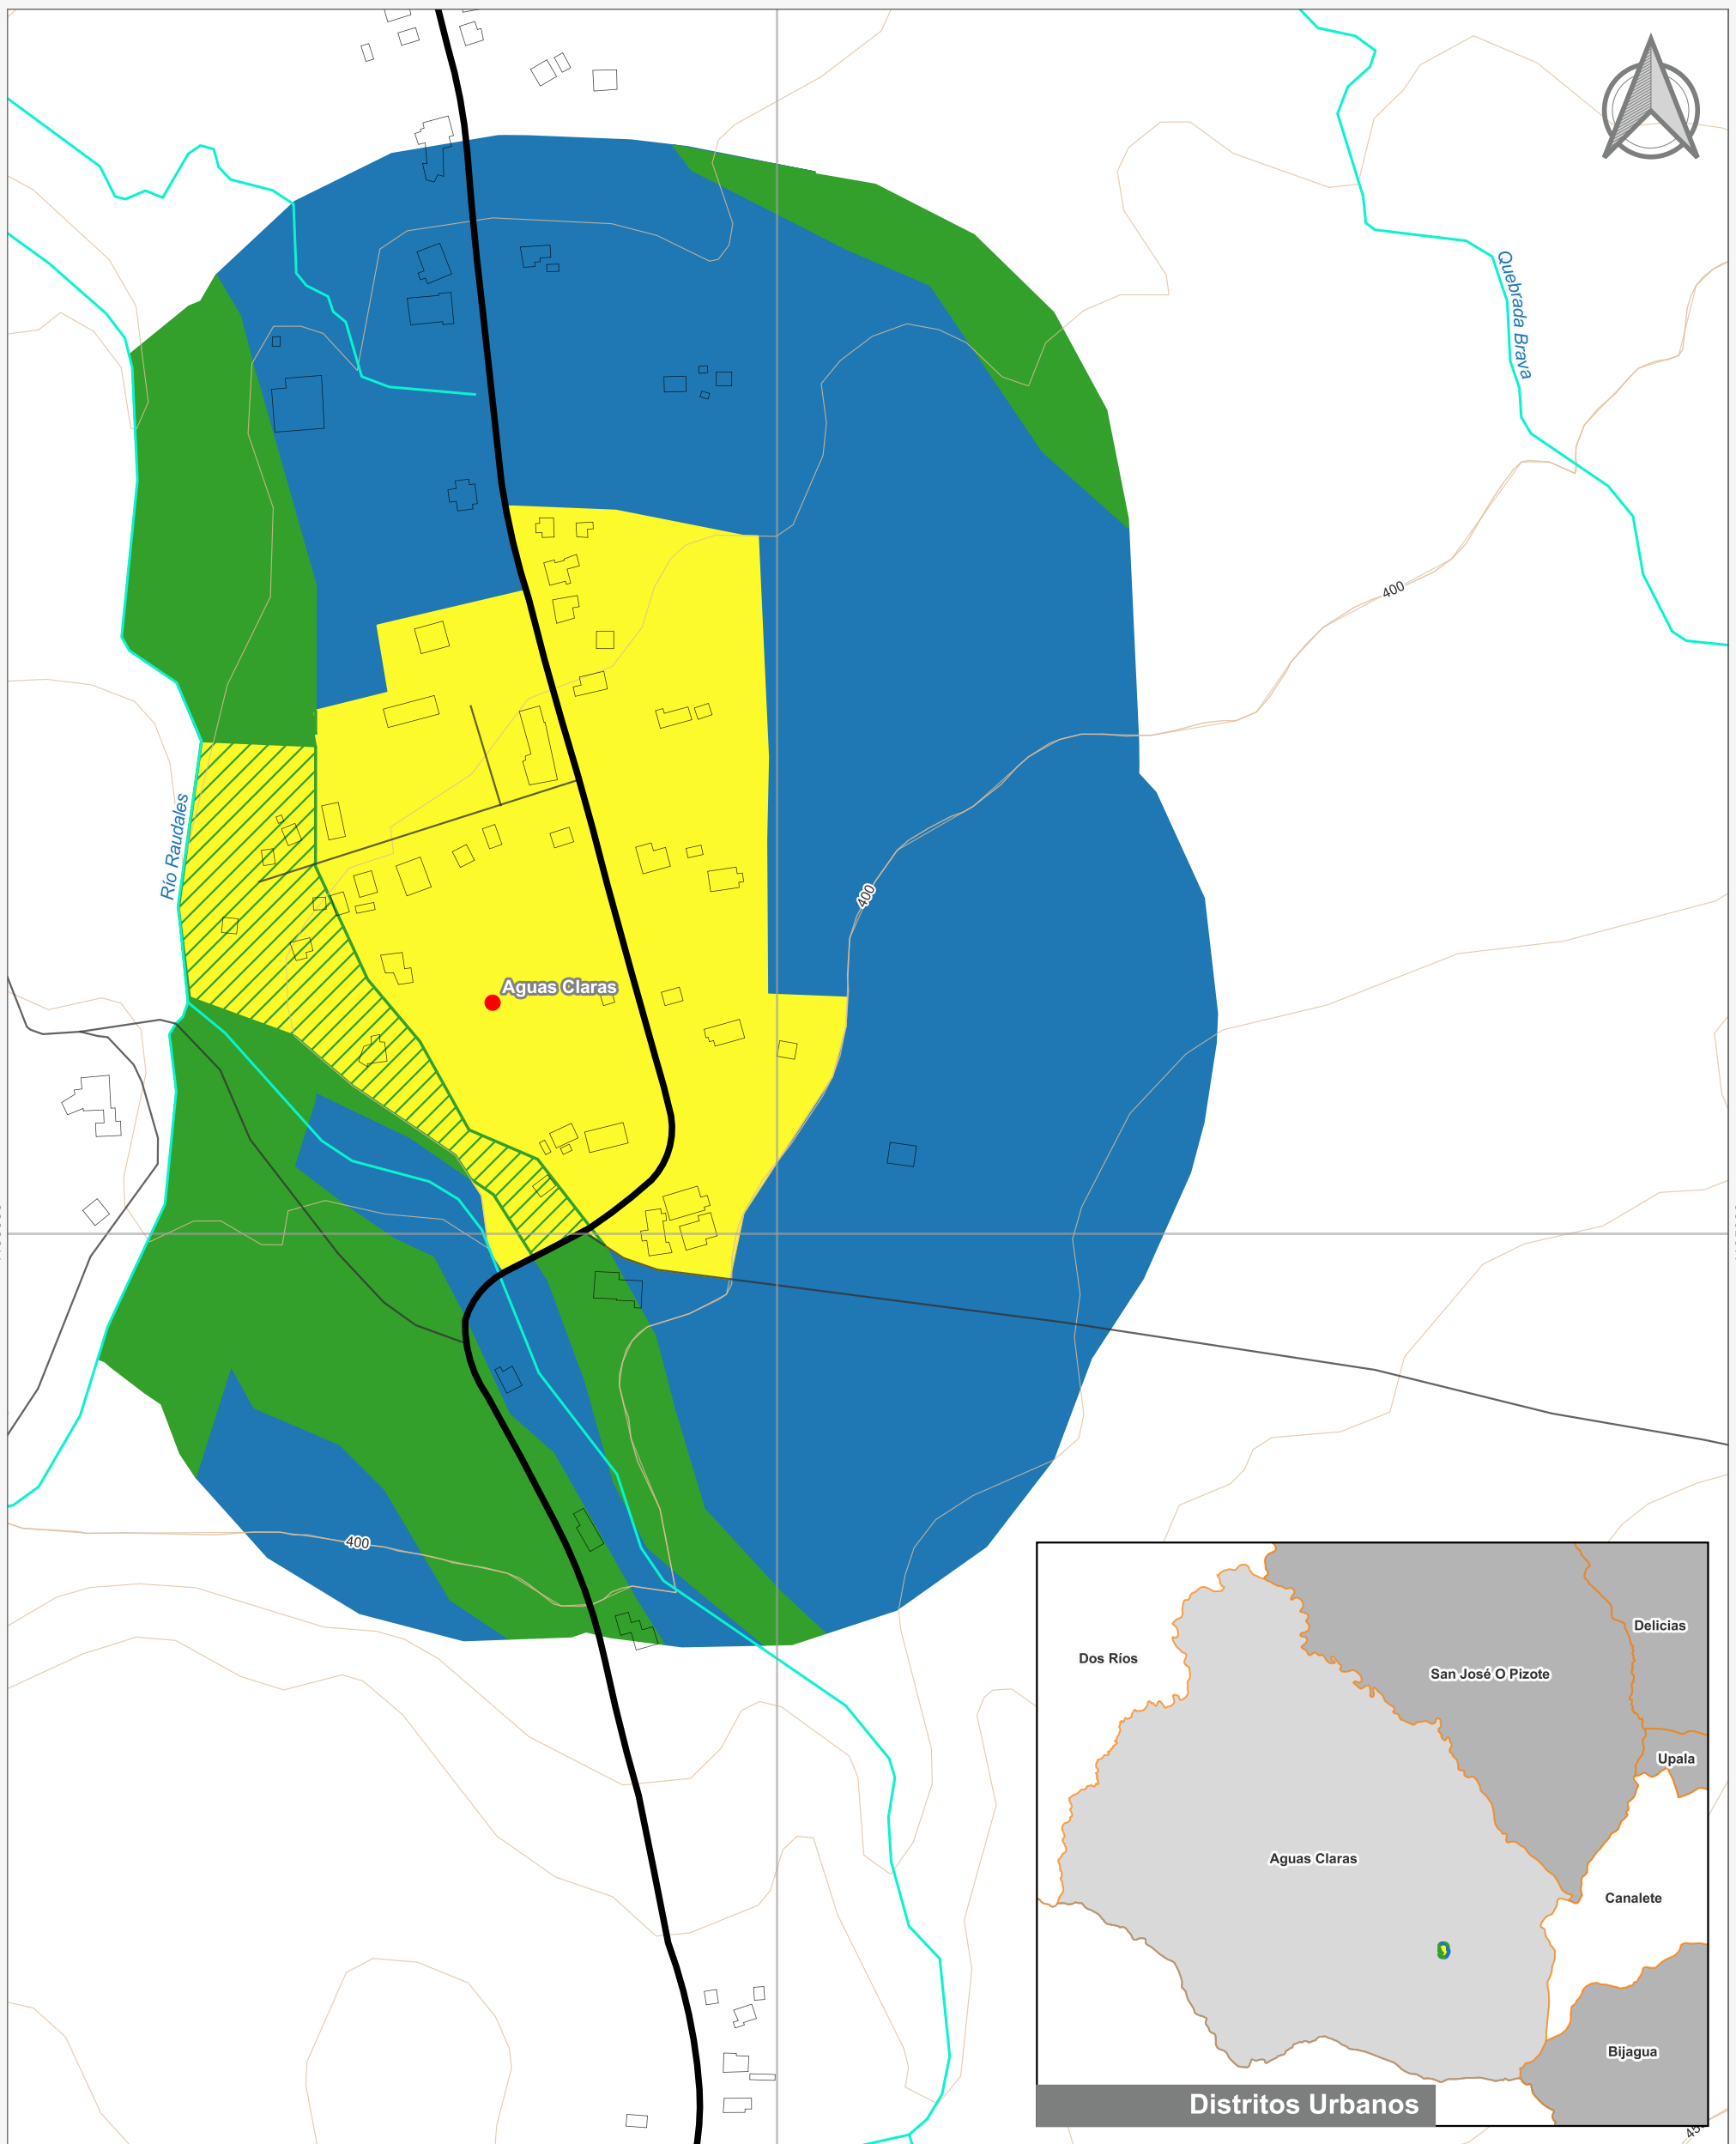 Quebrada Brava
400
Río Raudales
400
Aguas Claras
400
Delicias
Dos Ríos
San José O Pizote
Upala
Aguas Claras
Canalete
Bijagua
Distritos Urbanos